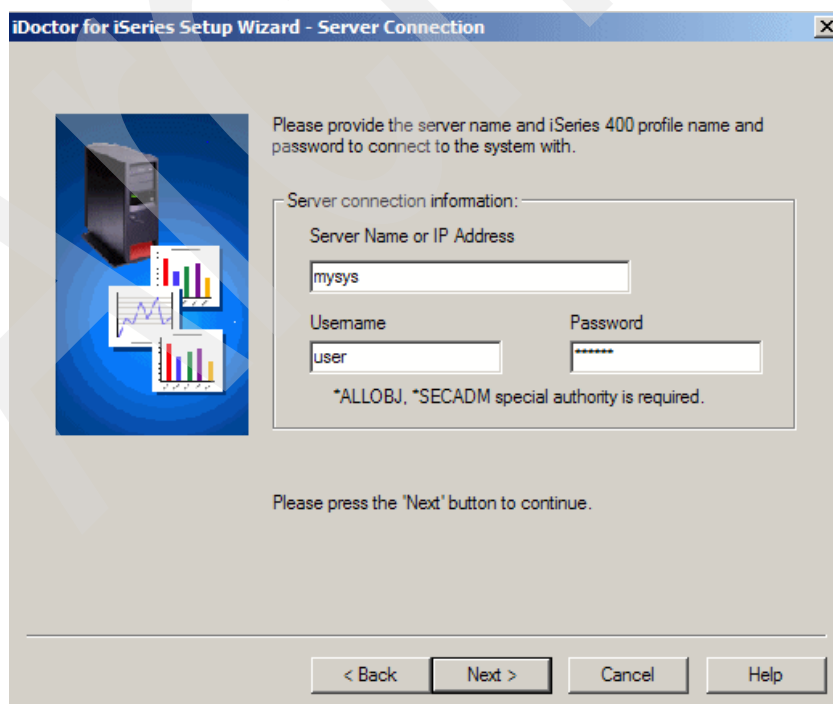 iDoctor for iSeries Setup Wizard - Server Connection
Please provide the server name and iSeries 400 profile name and
password to connect to the system with.
Server connection information:
Server Name or IP Address
mysys
Username Password
user ******
*ALLOBJ, *SECADM special authority is required.
Please press the 'Next' button to continue.
< Back Next > Cancel Help